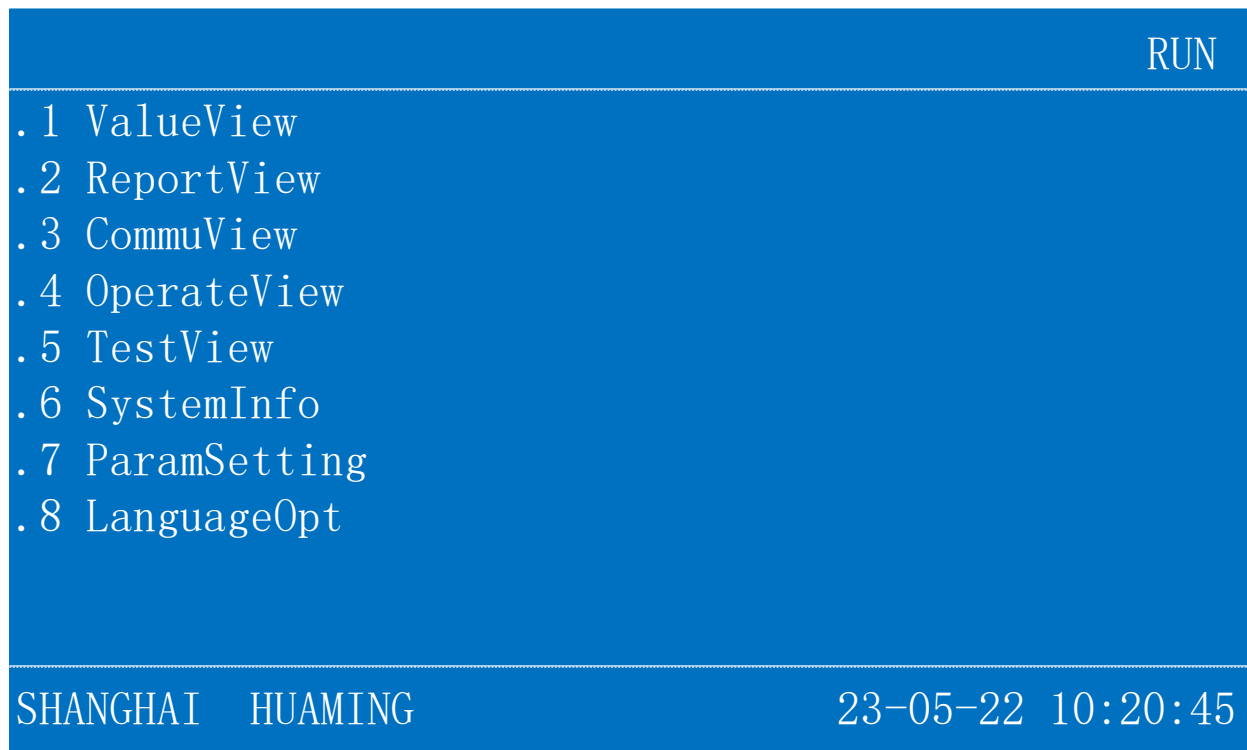 RUN
.1 ValueView
.2 ReportView
.3 CommuView
.4 OperateView
.5 TestView
.6 SystemInfo
.7 ParamSetting
.8 LanguageOpt
SHANGHAI HUAMING 23-05-22 10:20:45